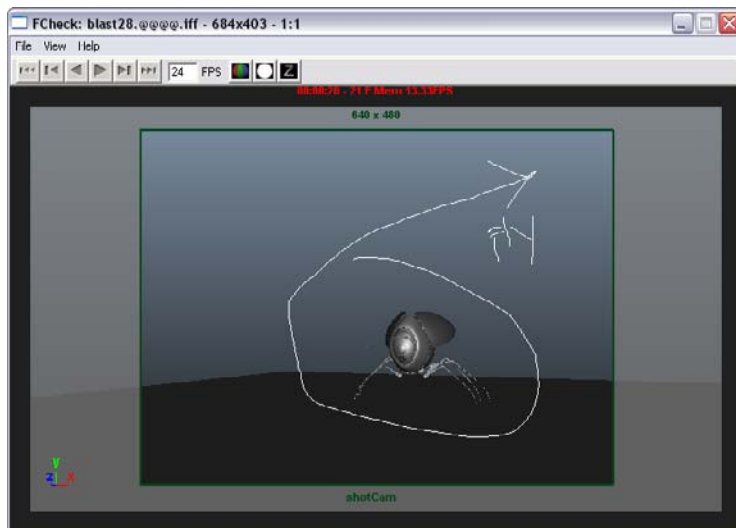 FCheck: blast28.@@@@.iff - 684x403 - 1:1
File View Help
24 FPS
Z
640 x 480
Y
Z X
shotCam